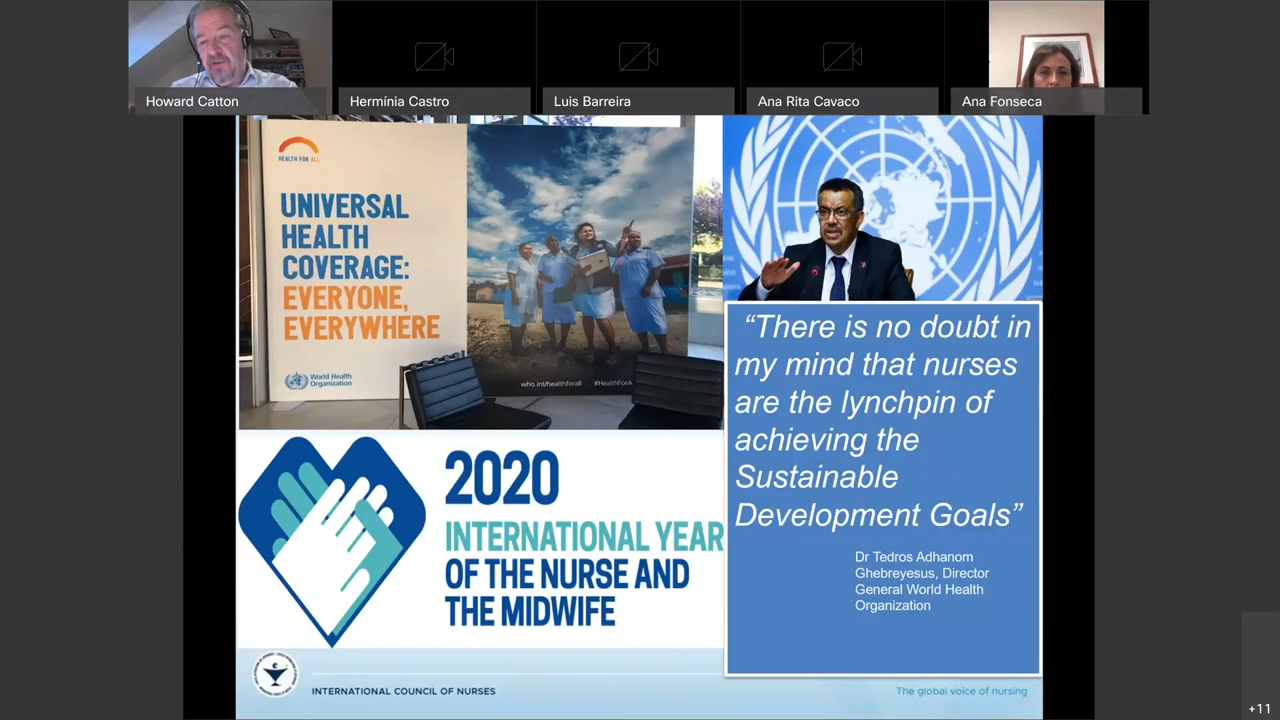 Howard Catton
Hermínia Castro
Luis Barreira
Ana Rita Cavaco
Ana Fonseca
HEALTH FOR ALL
UNIVERSAL
HEALTH
COVERAGE:
EVERYONE,
EVERYWHERE
World Health
Organization
who.int/healthforall #HealthForA
“There is no doubt in
my mind that nurses
are the lynchpin of
achieving the
Sustainable
Development Goals”
Dr Tedros Adhanom
Ghebreyesus, Director
General World Health
Organization
2020
INTERNATIONAL YEAR
OF THE NURSE AND
THE MIDWIFE
INTERNATIONAL COUNCIL OF NURSES
The global voice of nursing
+11